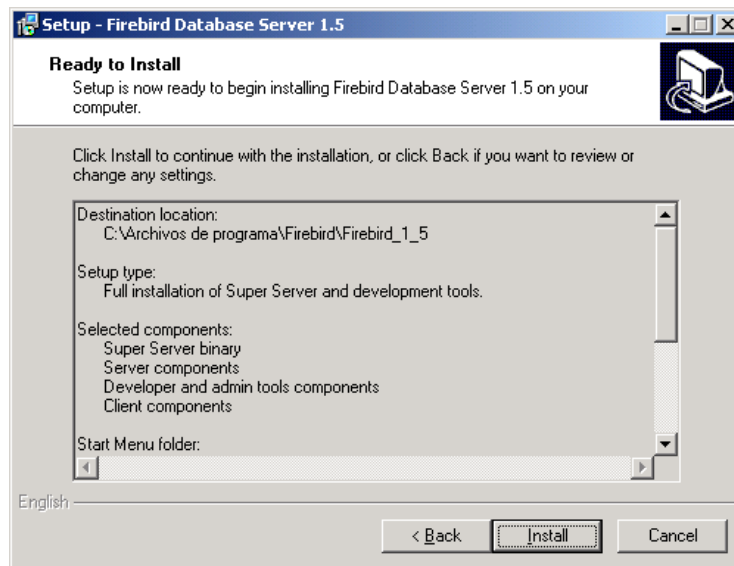 Setup - Firebird Database Server 1.5
Ready to Install
Setup is now ready to begin installing Firebird Database Server 1.5 on your
computer.
Click Install to continue with the installation, or click Back if you want to review or
change any settings.
Destination location:
C:\Archivos de programa\Firebird\Firebird_1_5
Setup type:
Full installation of Super Server and development tools.
Selected components:
Super Server binary
Server components
Developer and admin tools components
Client components
Start Menu folder:
English
< Back
Install
Cancel